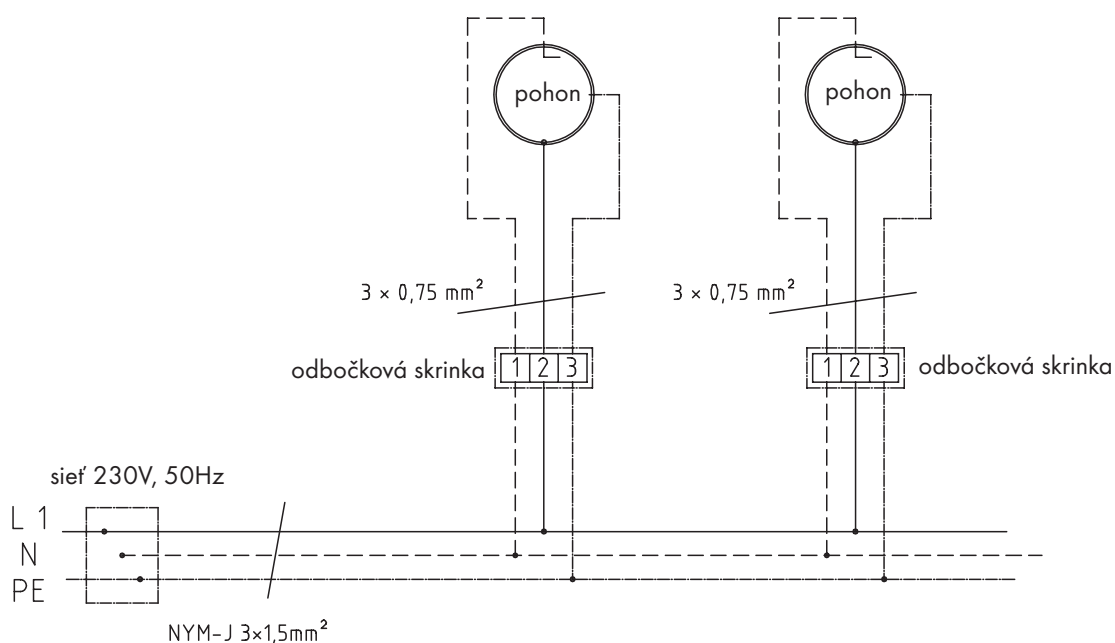 pohon
pohon
3 × 0,75 mm²
3 × 0,75 mm²
odbočková skrinka
1 2 3
1 2 3
odbočková skrinka
sieť 230V, 50Hz
L 1
N
PE
NYM-J 3×1,5mm²